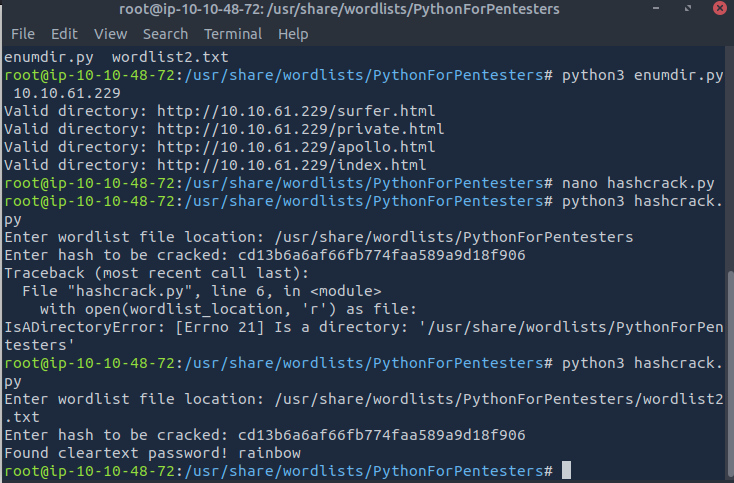 root@ip-10-10-48-72: /usr/share/wordlists/PythonForPentesters
File Edit View Search Terminal Help
enumdir.py  wordlist2.txt
root@ip-10-10-48-72:/usr/share/wordlists/PythonForPentesters# python3 enumdir.py
 10.10.61.229
Valid directory: http://10.10.61.229/surfer.html
Valid directory: http://10.10.61.229/private.html
Valid directory: http://10.10.61.229/apollo.html
Valid directory: http://10.10.61.229/index.html
root@ip-10-10-48-72:/usr/share/wordlists/PythonForPentesters# nano hashcrack.py
root@ip-10-10-48-72:/usr/share/wordlists/PythonForPentesters# python3 hashcrack.
py
Enter wordlist file location: /usr/share/wordlists/PythonForPentesters
Enter hash to be cracked: cd13b6a6af66fb774faa589a9d18f906
Traceback (most recent call last):
  File "hashcrack.py", line 6, in <module>
    with open(wordlist_location, 'r') as file:
IsADirectoryError: [Errno 21] Is a directory: '/usr/share/wordlists/PythonForPen
testers'
root@ip-10-10-48-72:/usr/share/wordlists/PythonForPentesters# python3 hashcrack.
py
Enter wordlist file location: /usr/share/wordlists/PythonForPentesters/wordlist2
.txt
Enter hash to be cracked: cd13b6a6af66fb774faa589a9d18f906
Found cleartext password! rainbow
root@ip-10-10-48-72:/usr/share/wordlists/PythonForPentesters#